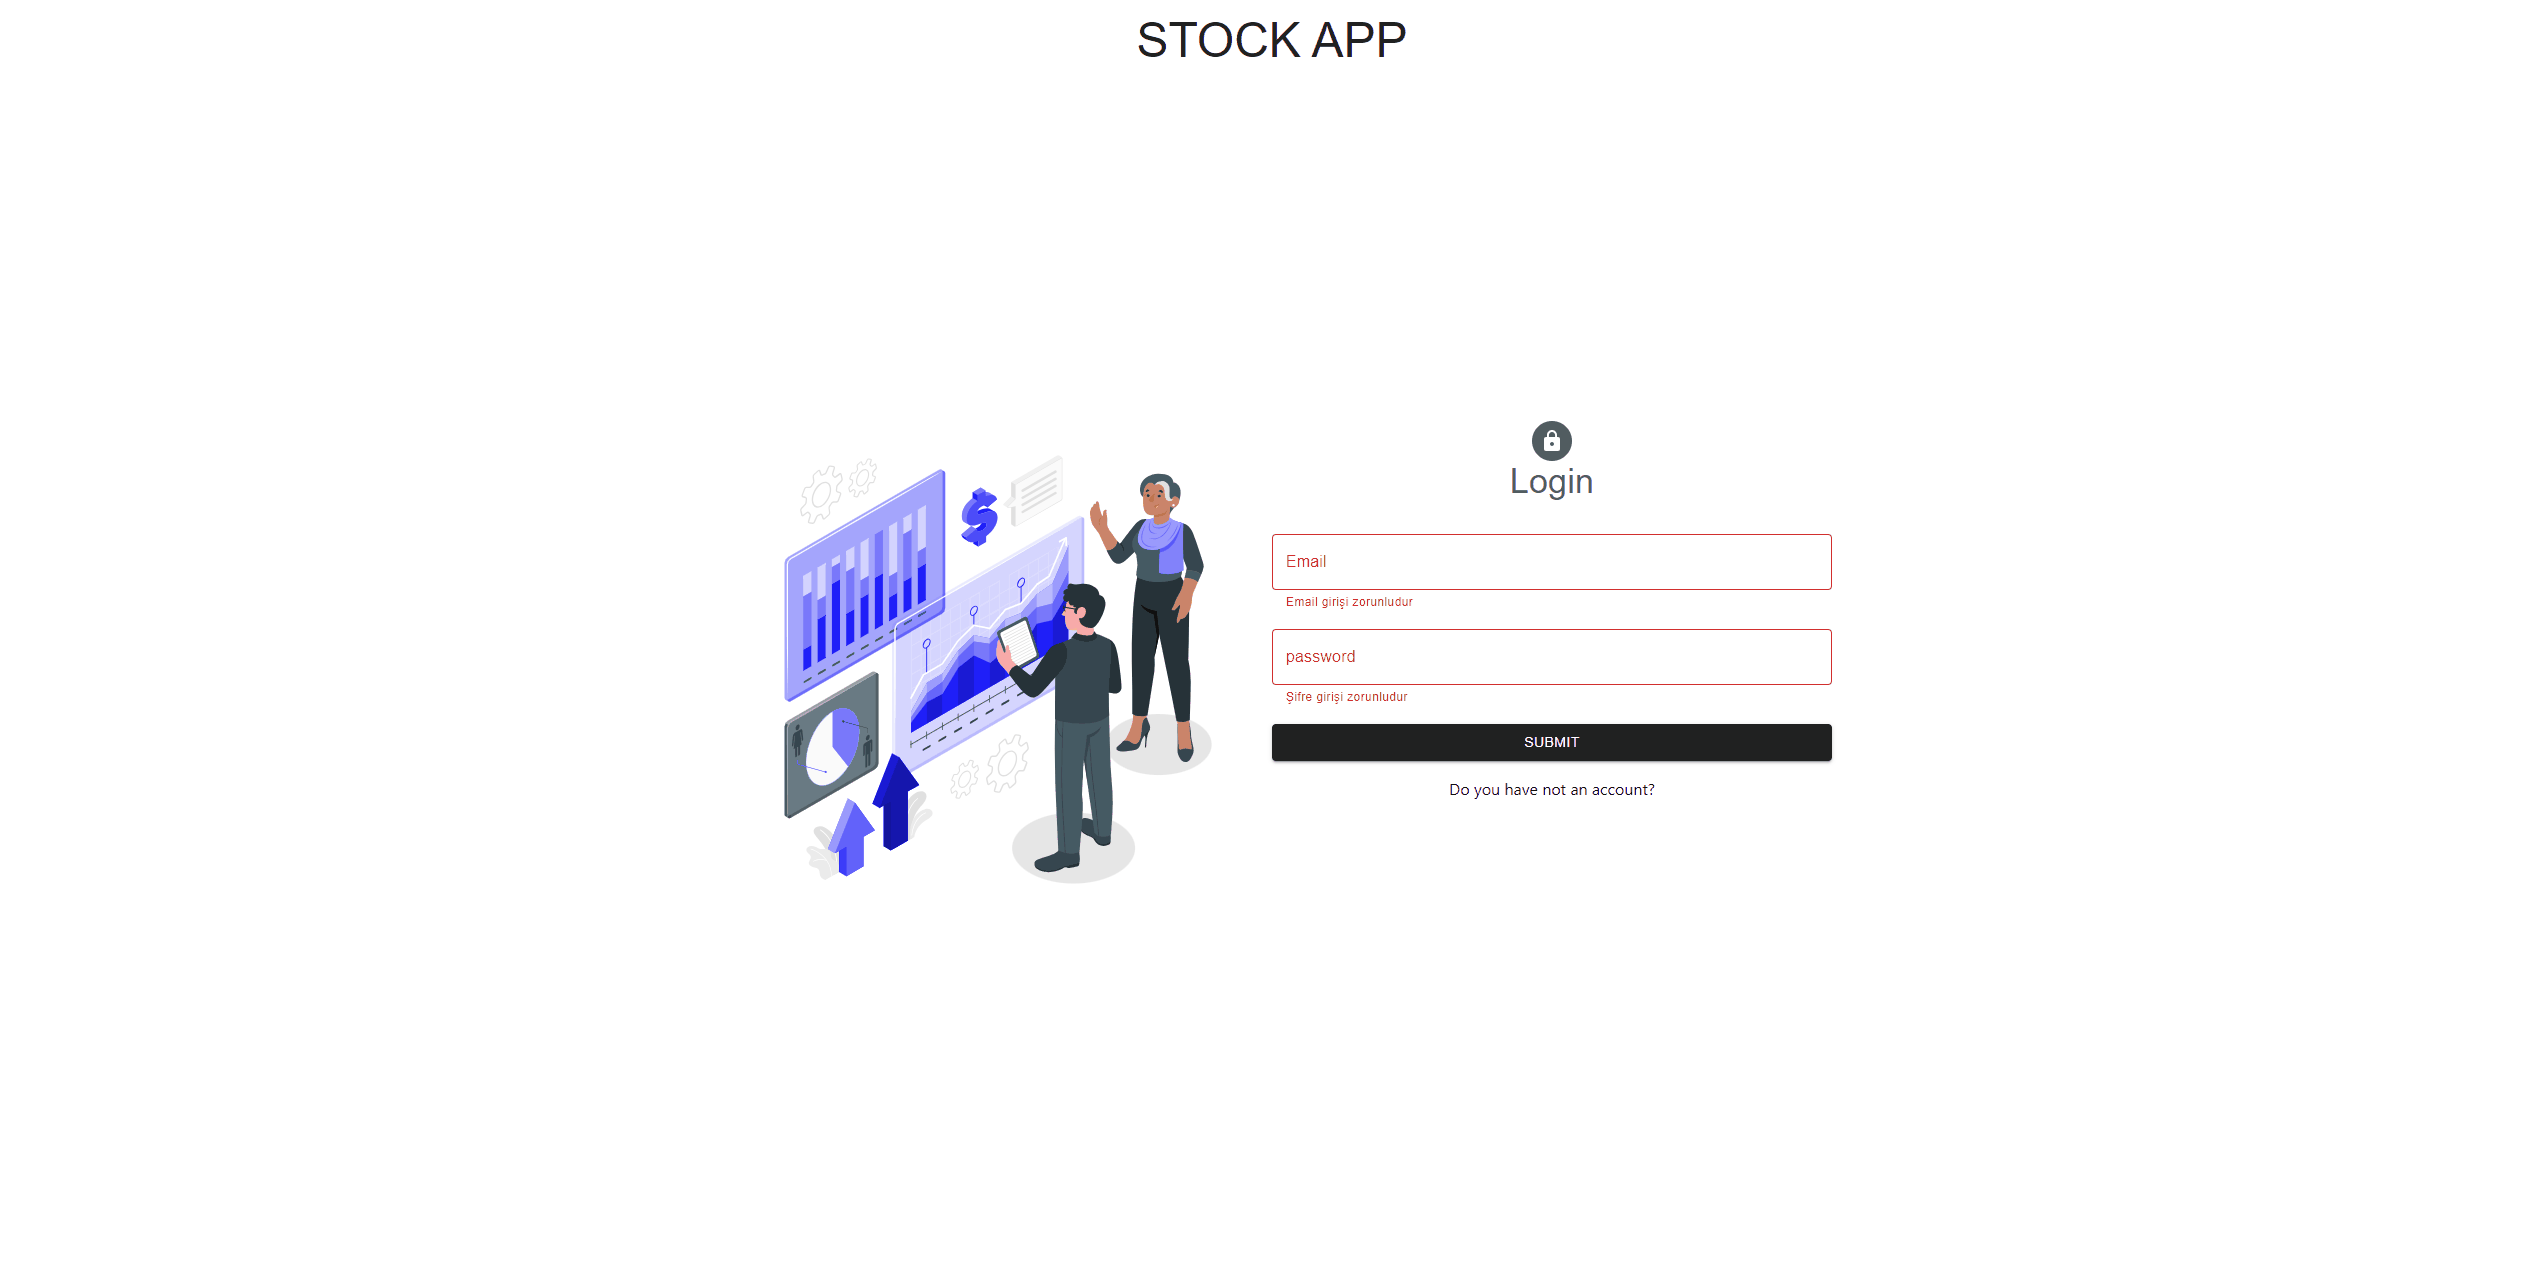 STOCK APP
Login
Email
Email girişi zorunludur
password
Şifre girişi zorunludur
SUBMIT
Do you have not an account?